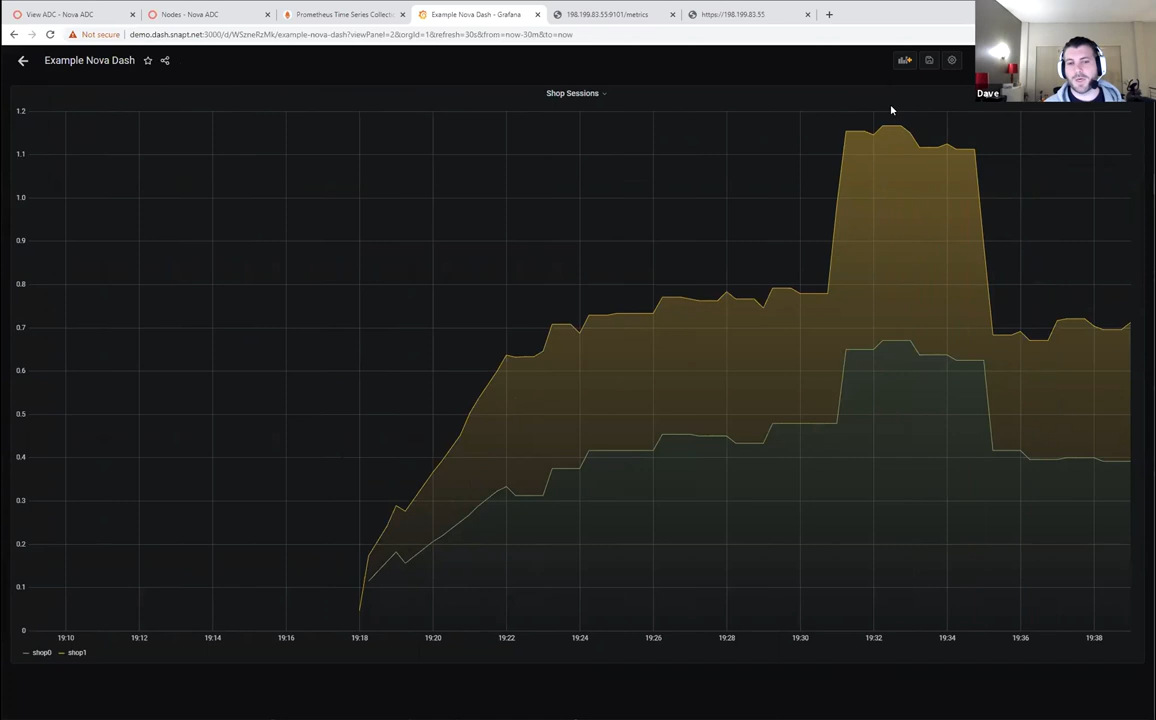 View ADC - Nova ADC
Nodes - Nova ADC
Prometheus Time Series Collecti
Example Nova Dash - Grafana
198.199.83.55:9101/metrics
https://198.199.83.55
Not secure
demo.dash.snapt.net:3000/d/WSzneRzMk/example-nova-dash?viewPanel=2&orgId=1&refresh=30s&from=now-30m&to=now
Example Nova Dash
Dave
Shop Sessions
1.2
1.1
1.0
0.9
0.8
0.7
0.6
0.5
0.4
0.3
0.2
0.1
0
19:10 19:12 19:14 19:16 19:18 19:20 19:22 19:24 19:26 19:28 19:30 19:32 19:34 19:36 19:38
shop0 shop1